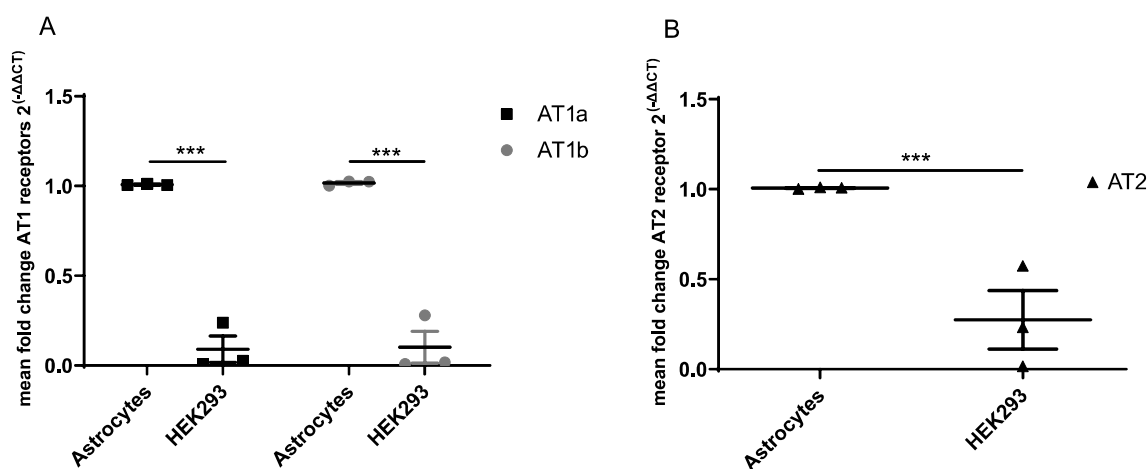 A
mean fold change AT1 receptors 2(-ΔΔCT)
1.5
1.0
0.5
0.0
***
***
Astrocytes
HEK293
Astrocytes
HEK293
AT1a
AT1b
B
mean fold change AT2 receptor 2(-ΔΔCT)
1.5
1.0
0.5
0.0
***
Astrocytes
HEK293
AT2